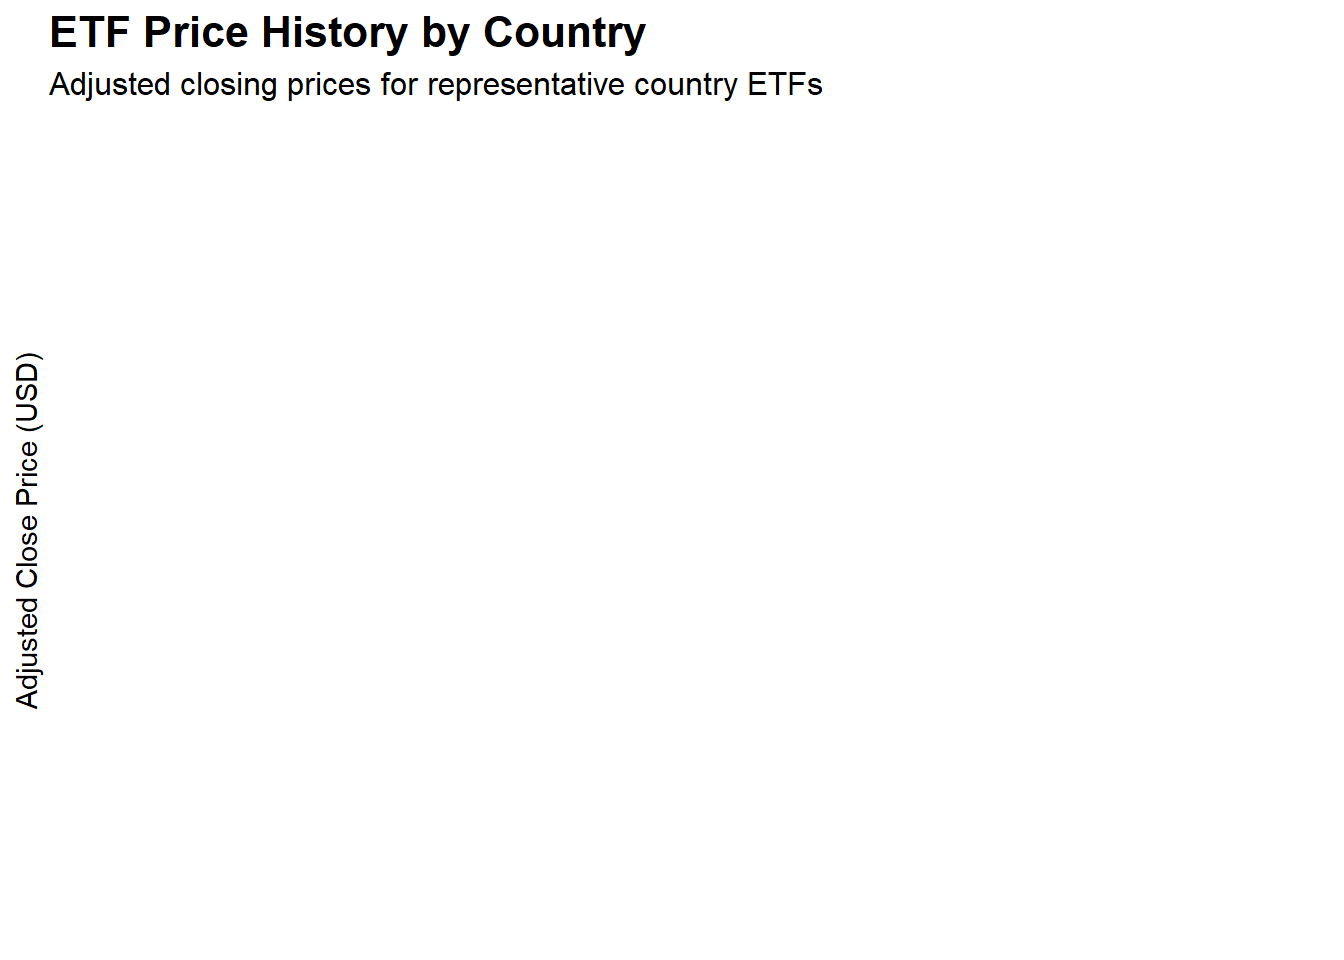 ETF Price History by Country
Adjusted closing prices for representative country ETFs
Adjusted Close Price (USD)